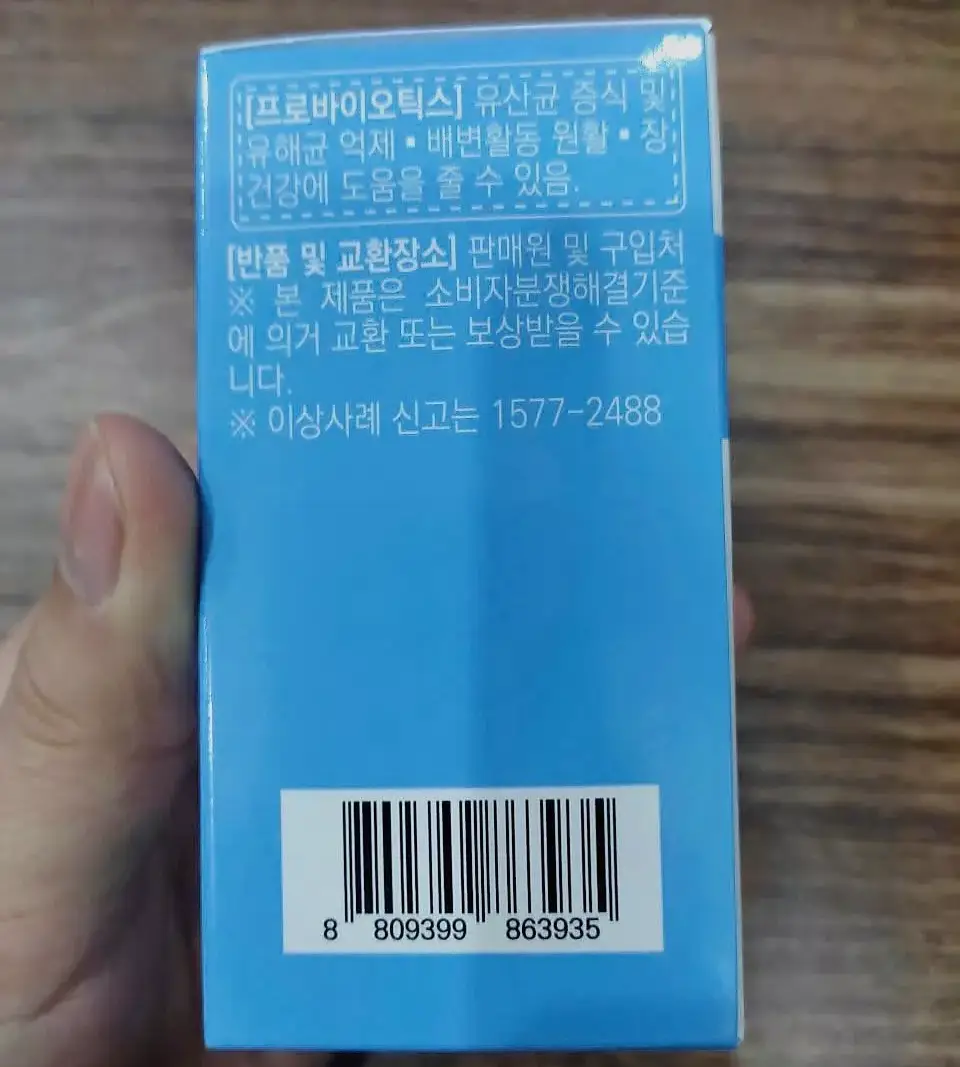 [프로바이오틱스] 유산균 증식 및
유해균 억제 ▪ 배변활동 원활 ▪ 장
건강에 도움을 줄 수 있음.
[반품 및 교환장소] 판매원 및 구입처
※ 본 제품은 소비자분쟁해결기준
에 의거 교환 또는 보상받을 수 있습
니다.
※ 이상사례 신고는 1577-2488
8 809399 863935